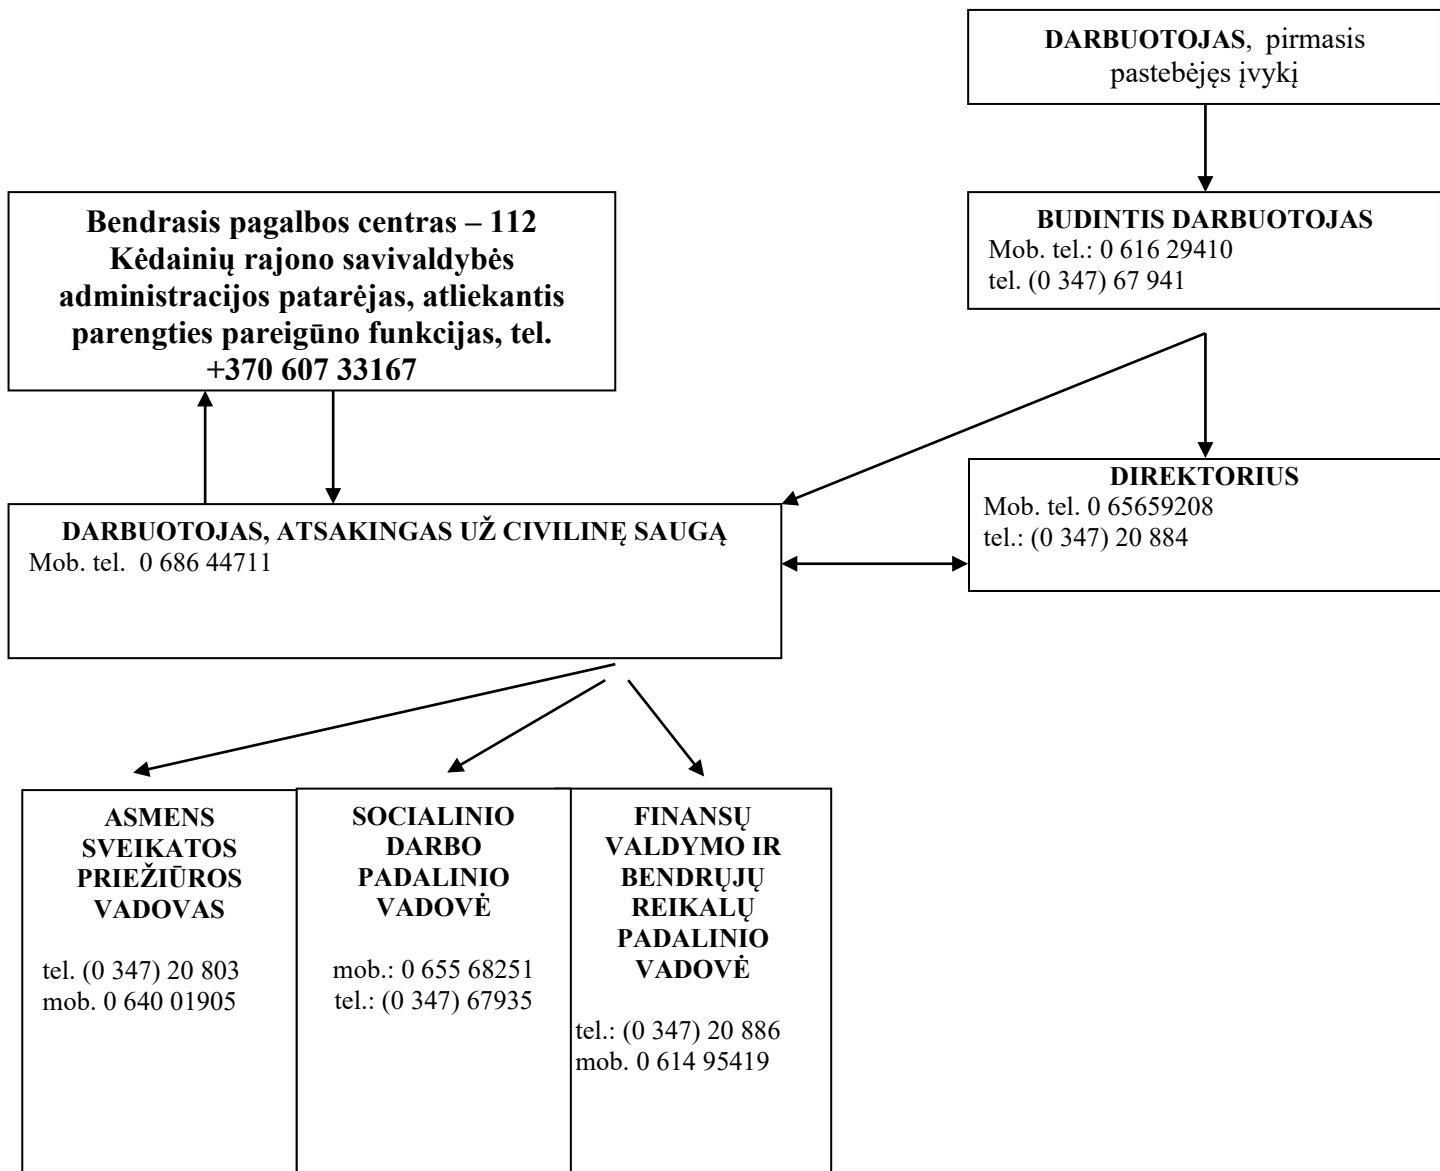 DARBUOTOJAS, pirmasis
pastebėjęs įvykį
Bendrasis pagalbos centras – 112
Kėdainių rajono savivaldybės
administracijos patarėjas, atliekantis
parengties pareigūno funkcijas, tel.
+370 607 33167
BUDINTIS DARBUOTOJAS
Mob. tel.: 0 616 29410
tel. (0 347) 67 941
DIREKTORIUS
Mob. tel. 0 65659208
tel.: (0 347) 20 884
DARBUOTOJAS, ATSAKINGAS UŽ CIVILINĘ SAUGĄ
Mob. tel. 0 686 44711
ASMENS
SVEIKATOS
PRIEŽIŪROS
VADOVAS
tel. (0 347) 20 803
mob. 0 640 01905
SOCIALINIO
DARBO
PADALINIO
VADOVĖ
mob.: 0 655 68251
tel.: (0 347) 67935
FINANSŲ
VALDYMO IR
BENDRŲJŲ
REIKALŲ
PADALINIO
VADOVĖ
tel.: (0 347) 20 886
mob. 0 614 95419